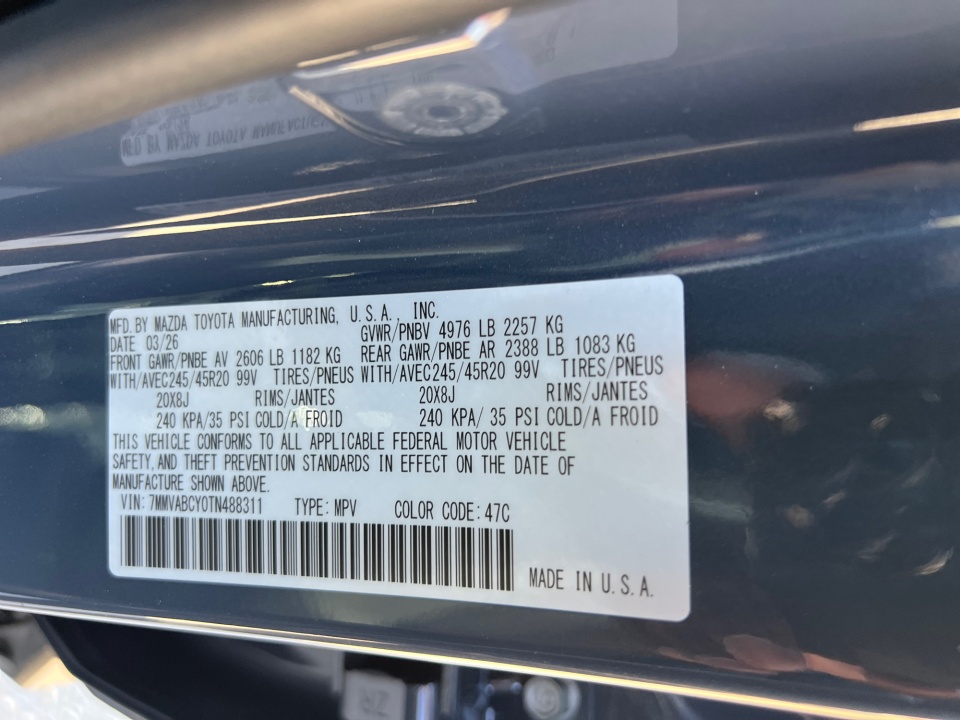 MFD. BY MAZDA TOYOTA MANUFACTURING, U.S.A., INC.
DATE 03/26 GVWR/PNBV 4976 LB 2257 KG
FRONT GAWR/PNBE AV 2606 LB 1182 KG REAR GAWR/PNBE AR 2388 LB 1083 KG
WITH/AVEC245/45R20 99V TIRES/PNEUS WITH/AVEC245/45R20 99V TIRES/PNEUS
20X8J RIMS/JANTES 20X8J RIMS/JANTES
240 KPA/35 PSI COLD/A FROID 240 KPA/ 35 PSI COLD/A FROID
THIS VEHICLE CONFORMS TO ALL APPLICABLE FEDERAL MOTOR VEHICLE
SAFETY, AND THEFT PREVENTION STANDARDS IN EFFECT ON THE DATE OF
MANUFACTURE SHOWN ABOVE.
VIN: 7MMVABCY0TN488311 TYPE: MPV COLOR CODE: 47C
MADE IN U.S.A.